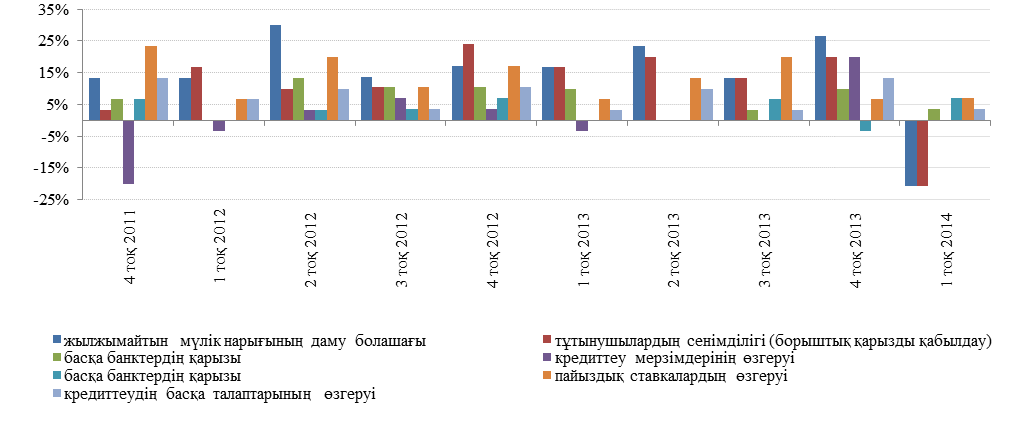 35%
25%
15%
5%
-5%
-15%
-25%
4 тоқ 2011
1 тоқ 2012
2 тоқ 2012
3 тоқ 2012
4 тоқ 2012
1 тоқ 2013
2 тоқ 2013
3 тоқ 2013
4 тоқ 2013
1 тоқ 2014
жылжымайтын мүлік нарығының даму болашағы
тұтынушылардың сенімділігі (борыштық қарызды қабылдау)
басқа банктердің қарызы
кредиттеу мерзімдерінің өзгеруі
басқа банктердің қарызы
пайыздық ставкалардың өзгеруі
кредиттеудің басқа талаптарының өзгеруі